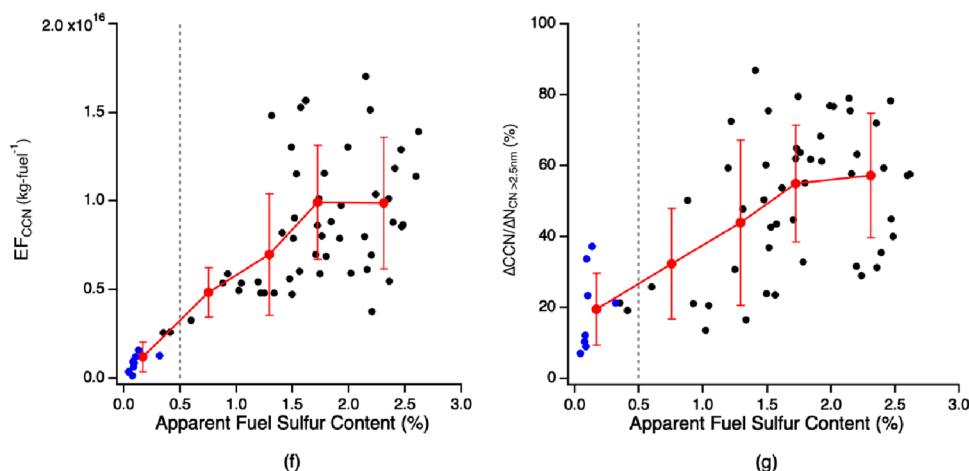 2.0 x10¹⁶
1.5
1.0
0.5
0.0
EF_CCN (kg-fuel⁻¹)
0.0 0.5 1.0 1.5 2.0 2.5 3.0
Apparent Fuel Sulfur Content (%)
(f)
100
80
60
40
20
0
ΔCCN/ΔN_CN >2.5nm (%)
0.0 0.5 1.0 1.5 2.0 2.5 3.0
Apparent Fuel Sulfur Content (%)
(g)